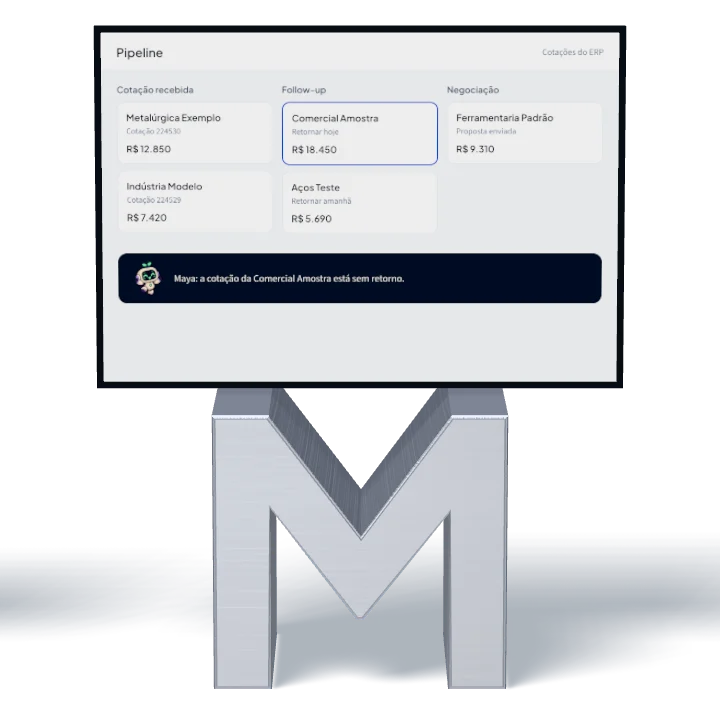 Pipeline
Cotações do ERP
Cotação recebida
Metalúrgica Exemplo
Cotação 224530
R$ 12.850
Indústria Modelo
Cotação 224529
R$ 7.420
Follow-up
Comercial Amostra
Retornar hoje
R$ 18.450
Aços Teste
Retornar amanhã
R$ 5.690
Negociação
Ferramentaria Padrão
Proposta enviada
R$ 9.310
Maya: a cotação da Comercial Amostra está sem retorno.
M